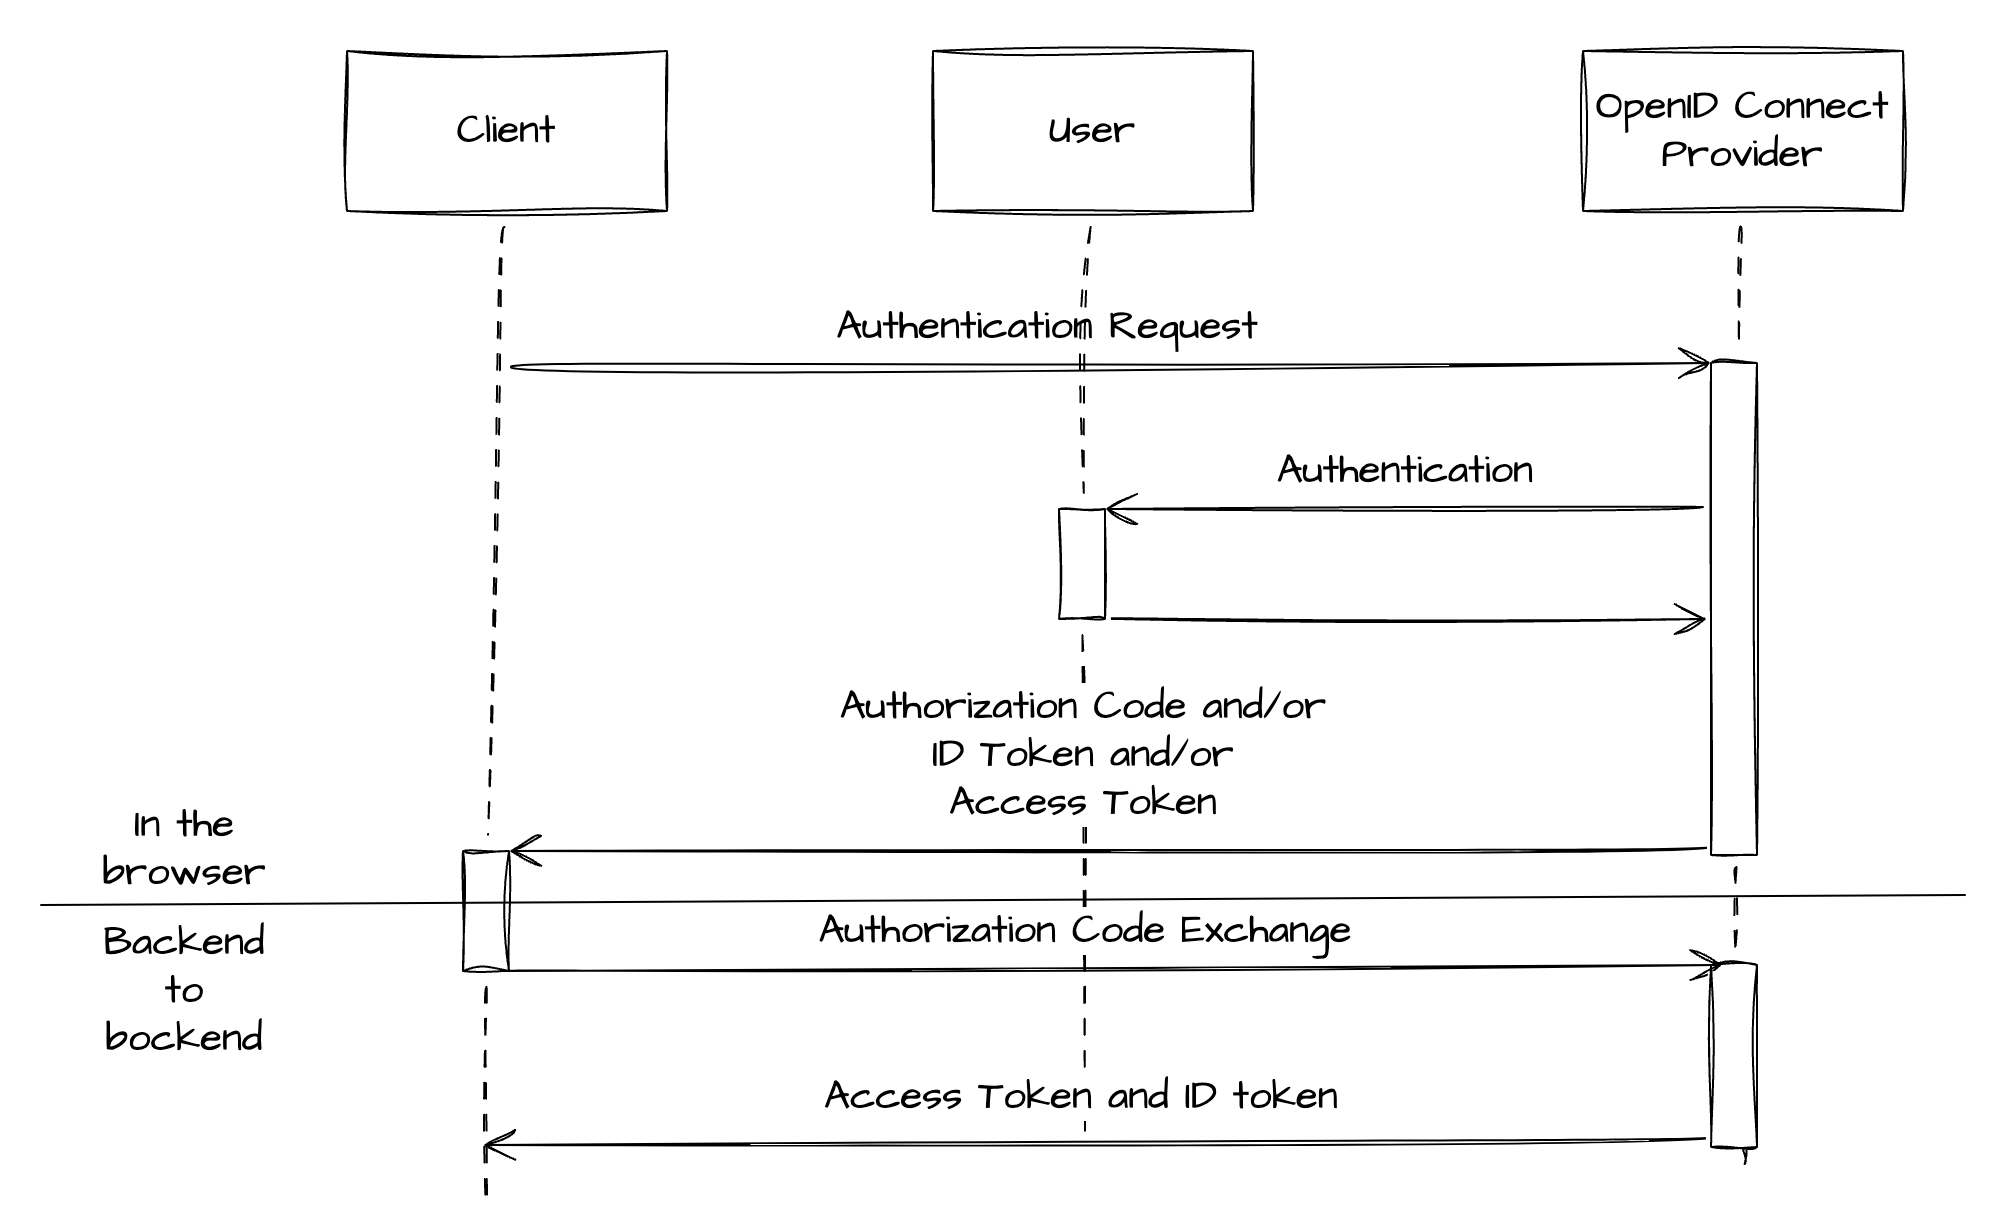 Client
User
OpenID Connect
Provider
Authentication Request
Authentication
Authorization Code and/or
ID Token and/or
Access Token
In the
browser
Backend
to
bockend
Authorization Code Exchange
Access Token and ID token